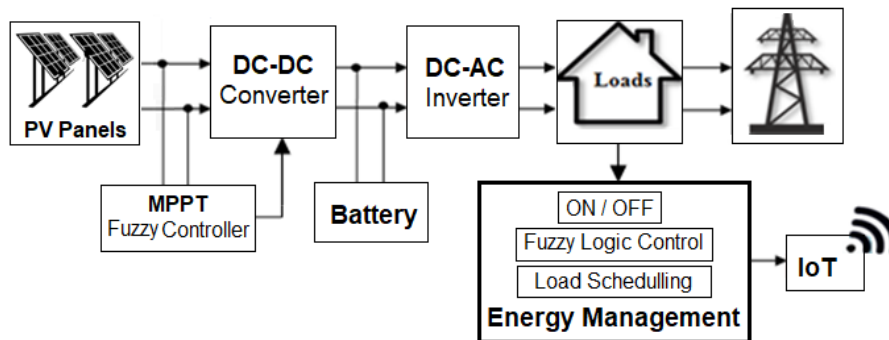 PV Panels
DC-DC
Converter
DC-AC
Inverter
Loads
MPPT
Fuzzy Controller
Battery
ON / OFF
Fuzzy Logic Control
Load Schedulling
Energy Management
IoT